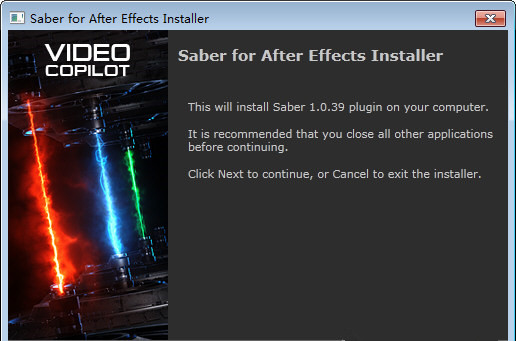 Saber for After Effects Installer
VIDEO
COPILOT
Saber for After Effects Installer
This will install Saber 1.0.39 plugin on your computer.
It is recommended that you close all other applications
before continuing.
Click Next to continue, or Cancel to exit the installer.